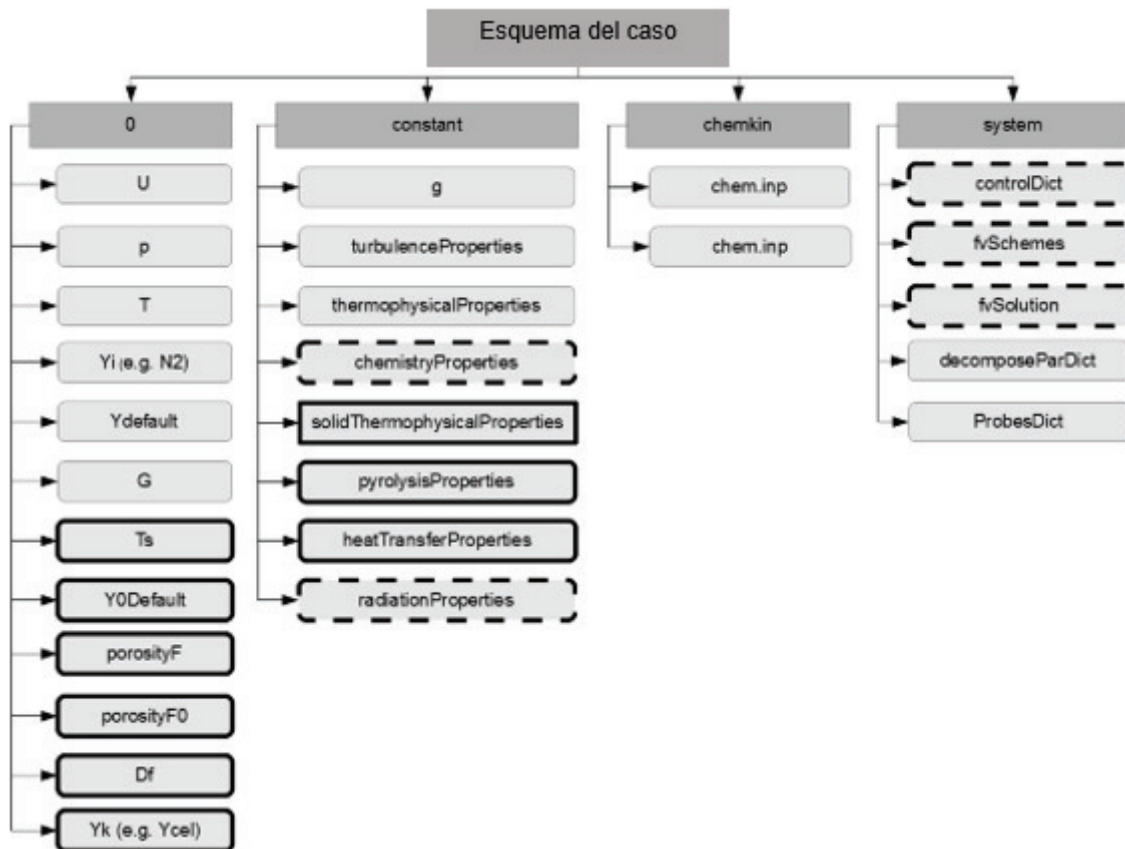 Esquema del caso
0
U
p
T
Yi (e.g. N2)
Ydefault
G
Ts
Y0Default
porosityF
porosityF0
Df
Yk (e.g. Ycel)
constant
g
turbulenceProperties
thermophysicalProperties
chemistryProperties
solidThermophysicalProperties
pyrolysisProperties
heatTransferProperties
radiationProperties
chemkin
chem.inp
chem.inp
system
controlDict
fvSchemes
fvSolution
decomposeParDict
ProbesDict